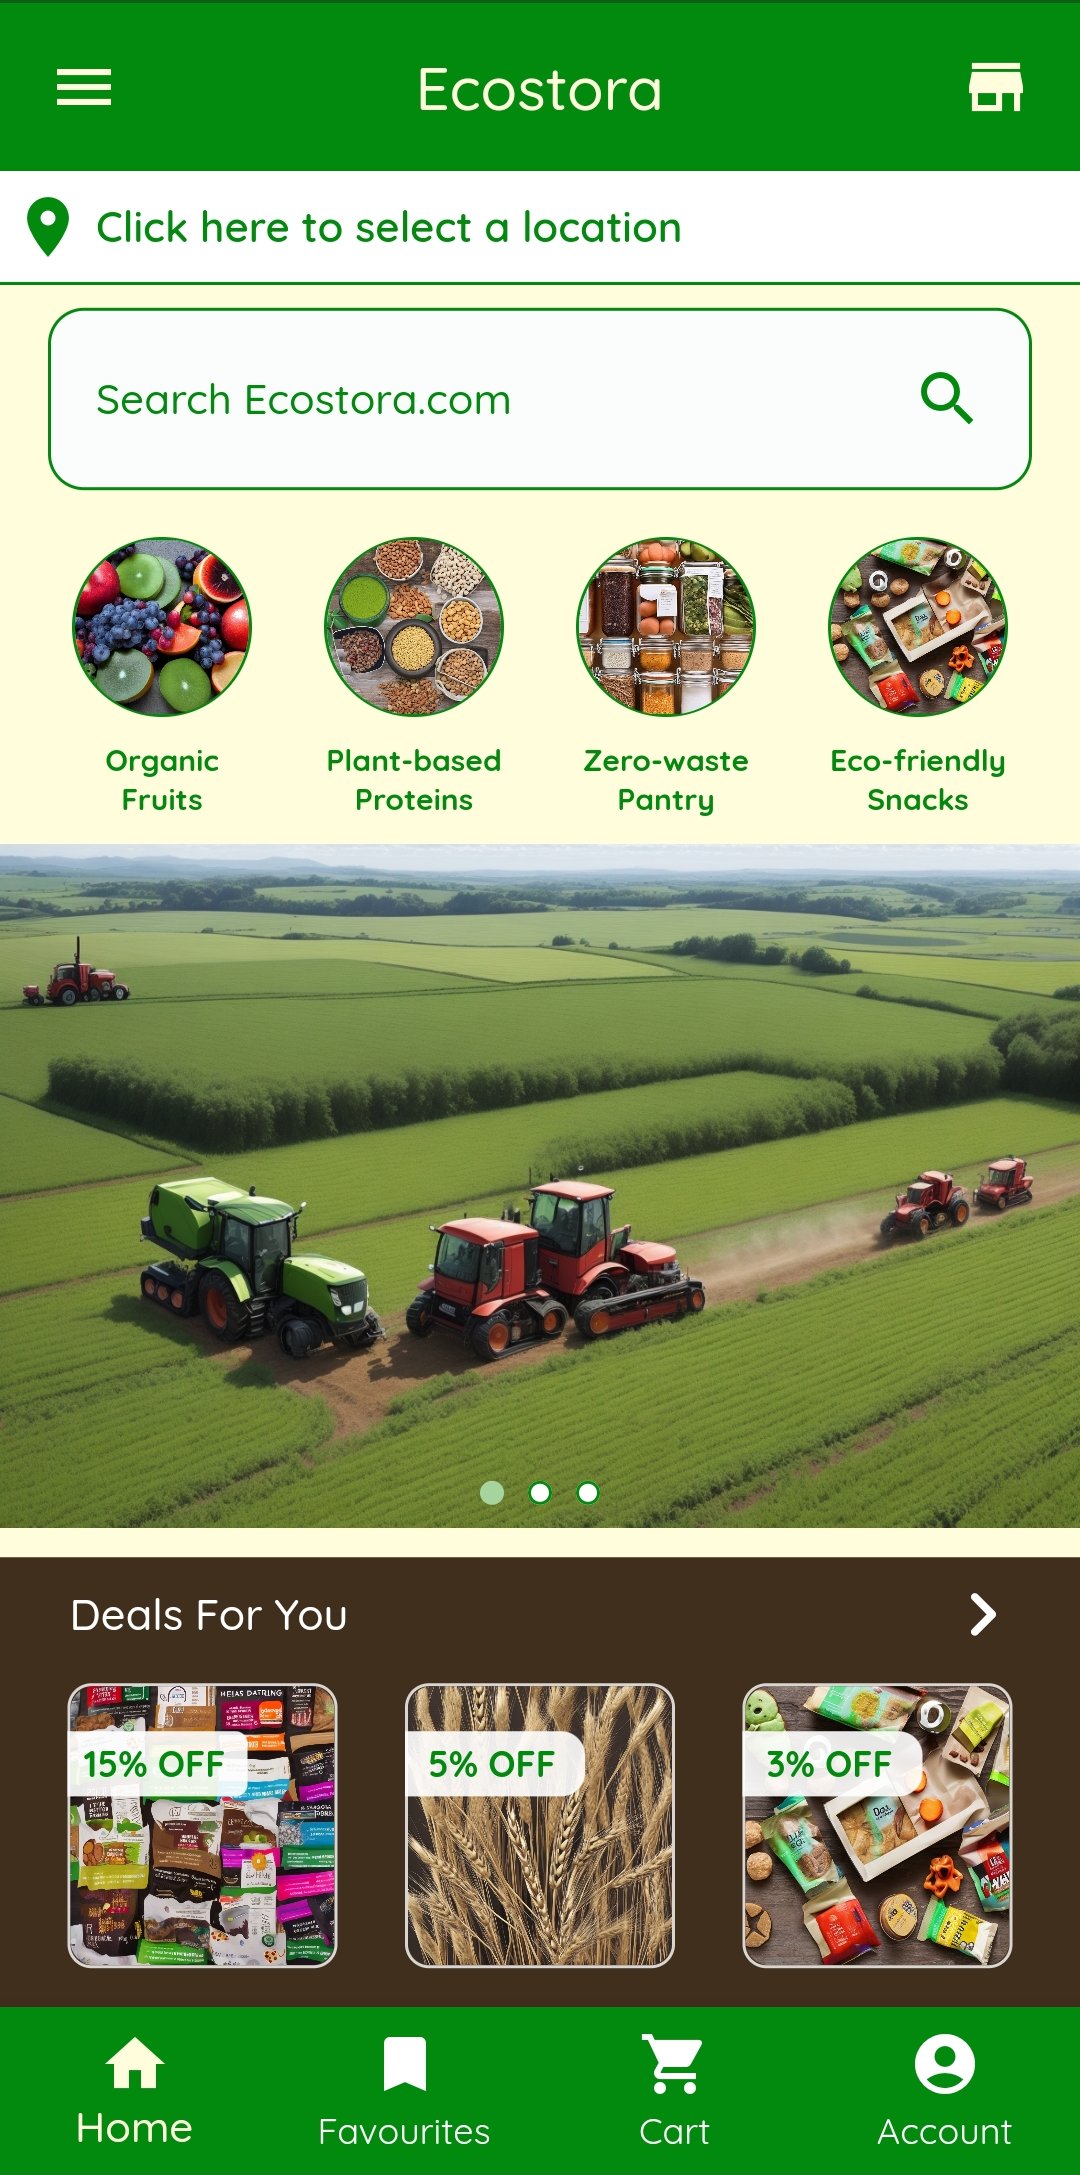 Ecostora
Click here to select a location
Search Ecostora.com
Organic
Fruits
Plant-based
Proteins
Zero-waste
Pantry
Eco-friendly
Snacks
Deals For You
15% OFF
5% OFF
3% OFF
Home
Favourites
Cart
Account